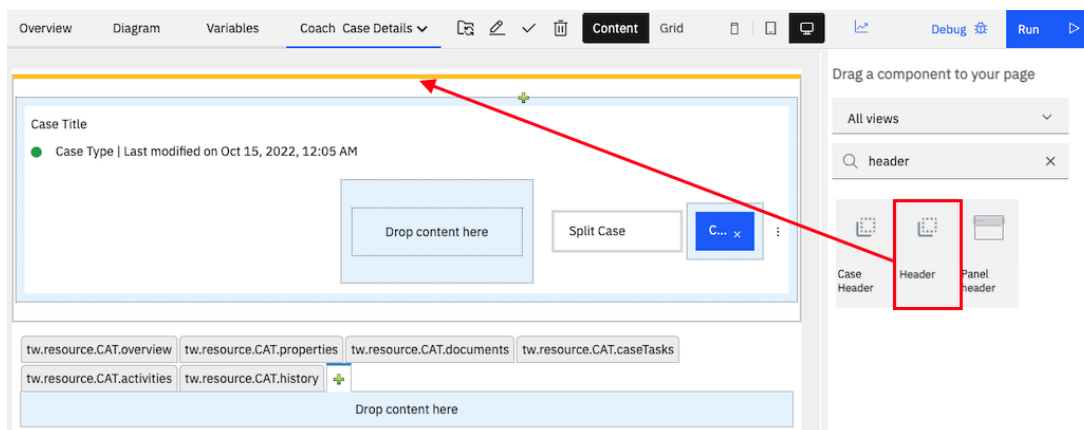 Overview Diagram Variables Coach Case Details Content Grid Debug Run
Drag a component to your page
All views
header
Case Title
Case Type | Last modified on Oct 15, 2022, 12:05 AM
Drop content here Split Case C... ×
Case Header
Header
Panel header
tw.resource.CAT.overview tw.resource.CAT.properties tw.resource.CAT.documents tw.resource.CAT.caseTasks
tw.resource.CAT.activities tw.resource.CAT.history
Drop content here